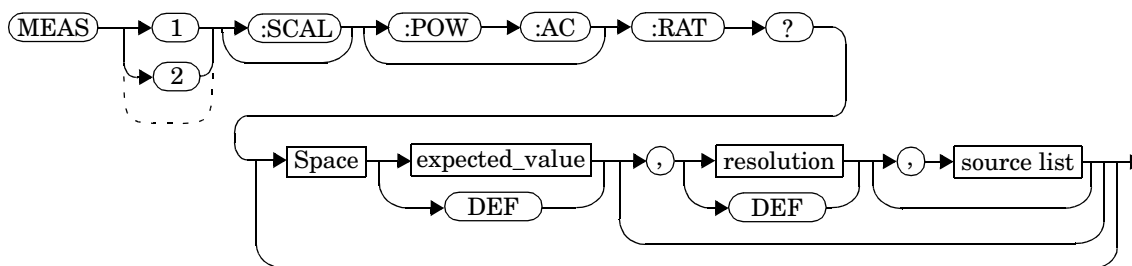 MEAS 1 :SCAL :POW :AC :RAT ?
2
Space expected_value , resolution , source list
DEF DEF